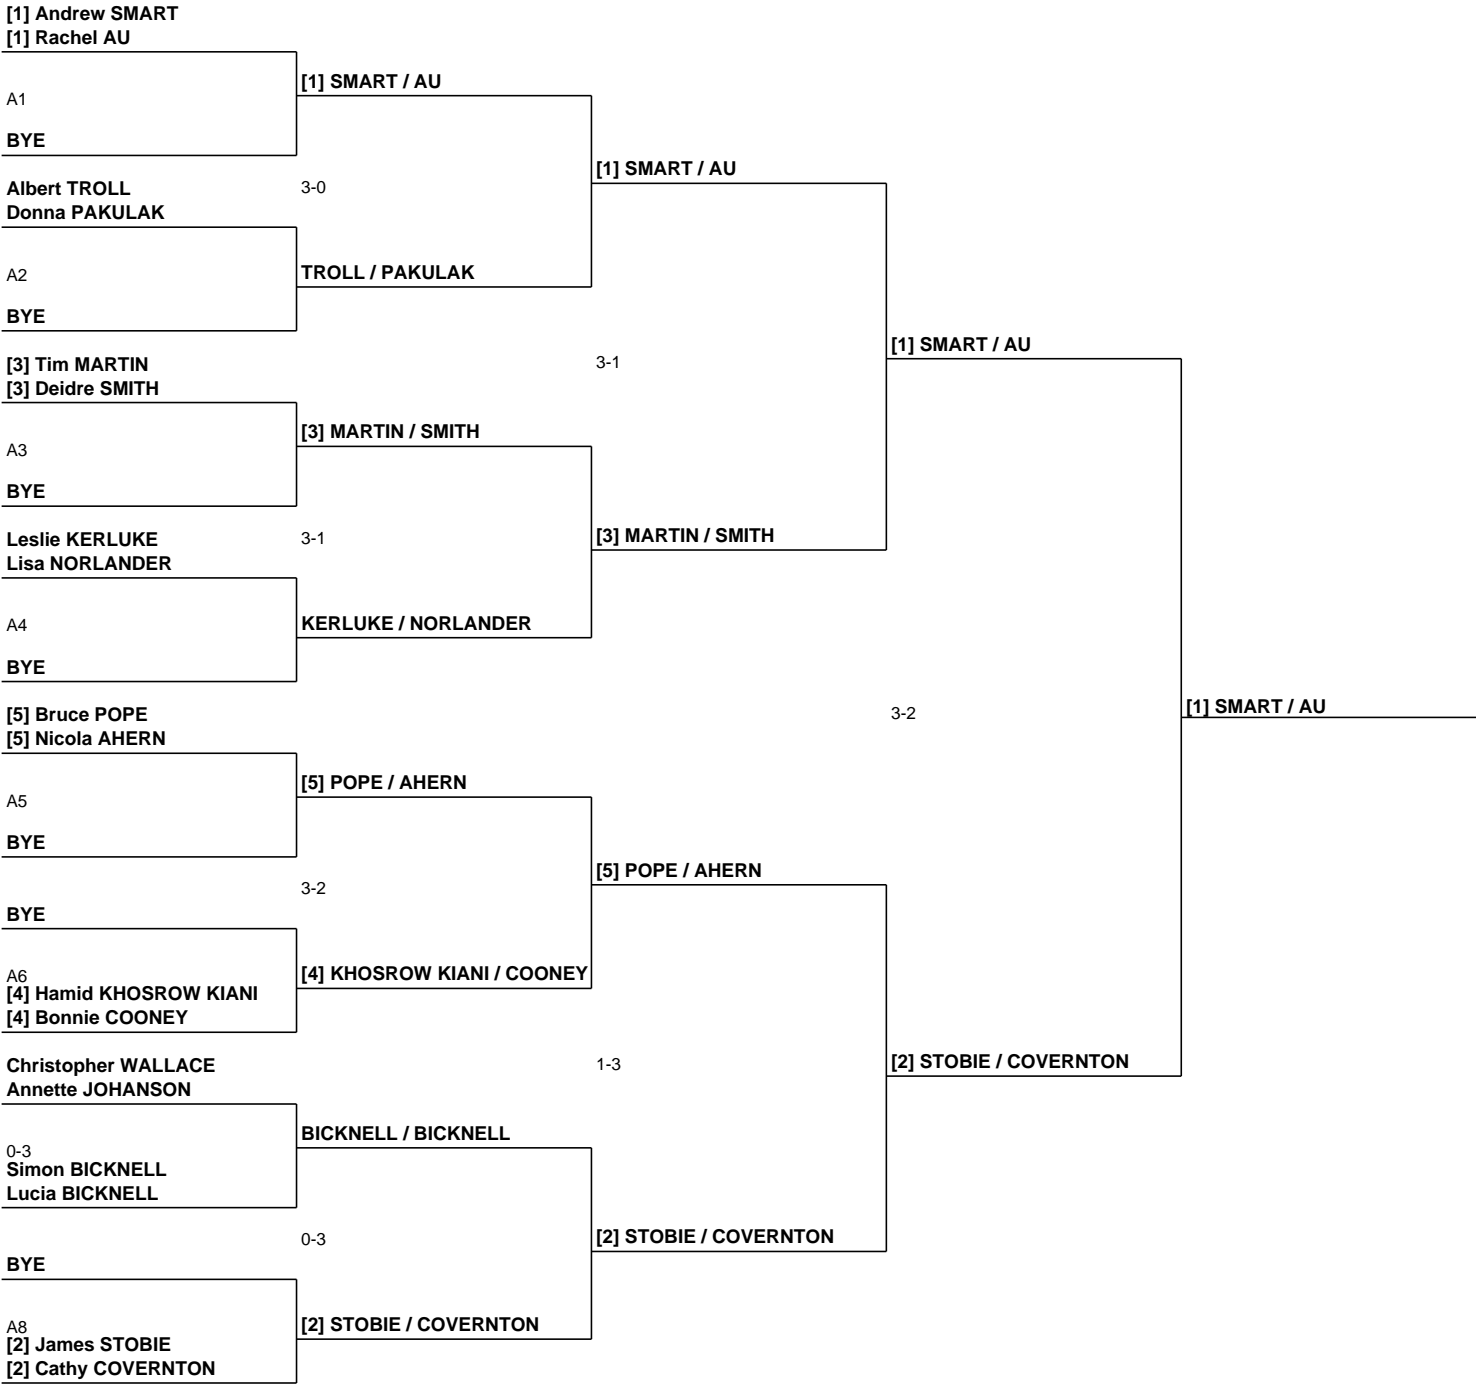 [1] Andrew SMART
[1] Rachel AU
[1] SMART / AU
A1
BYE
[1] SMART / AU
Albert TROLL
3-0
Donna PAKULAK
A2
TROLL / PAKULAK
BYE
[1] SMART / AU
[3] Tim MARTIN
3-1
[3] Deidre SMITH
[3] MARTIN / SMITH
A3
BYE
Leslie KERLUKE
3-1
[3] MARTIN / SMITH
Lisa NORLANDER
A4
KERLUKE / NORLANDER
BYE
[5] Bruce POPE
3-2
[1] SMART / AU
[5] Nicola AHERN
[5] POPE / AHERN
A5
BYE
[5] POPE / AHERN
3-2
BYE
A6
[4] KHOSROW KIANI / COONEY
[4] Hamid KHOSROW KIANI
[4] Bonnie COONEY
Christopher WALLACE
1-3
[2] STOBIE / COVERNTON
Annette JOHANSON
BICKNELL / BICKNELL
0-3
Simon BICKNELL
Lucia BICKNELL
0-3
[2] STOBIE / COVERNTON
BYE
A8
[2] STOBIE / COVERNTON
[2] James STOBIE
[2] Cathy COVERNTON